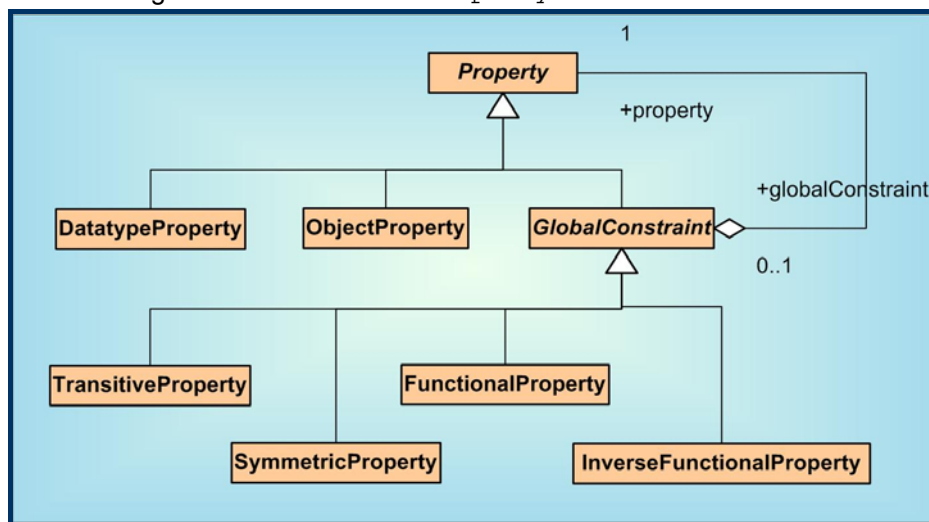 1
Property
+property
+globalConstraint
DatatypeProperty
ObjectProperty
GlobalConstraint
0..1
TransitiveProperty
FunctionalProperty
SymmetricProperty
InverseFunctionalProperty